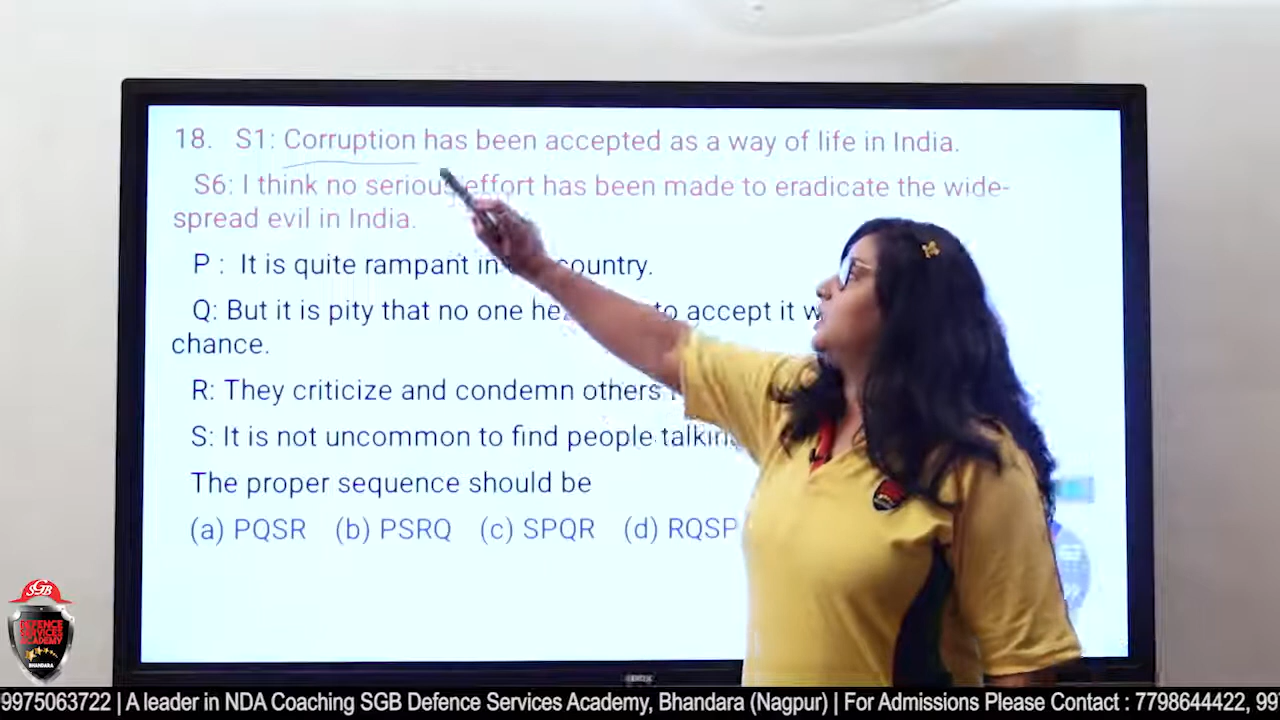 18. S1: Corruption has been accepted as a way of life in India.
S6: I think no serious effort has been made to eradicate the wide-
spread evil in India.
P : It is quite rampant in country.
Q: But it is pity that no one to accept it
chance.
R: They criticize and condemn others
S: It is not uncommon to find people
The proper sequence should be
(a) PQSR (b) PSRQ (c) SPQR (d) RQSP
SGB
DEFENCE
SERVICES
ACADEMY
BHANDARA
9975063722 | A leader in NDA Coaching SGB Defence Services Academy, Bhandara (Nagpur) | For Admissions Please Contact : 7798644422, 99